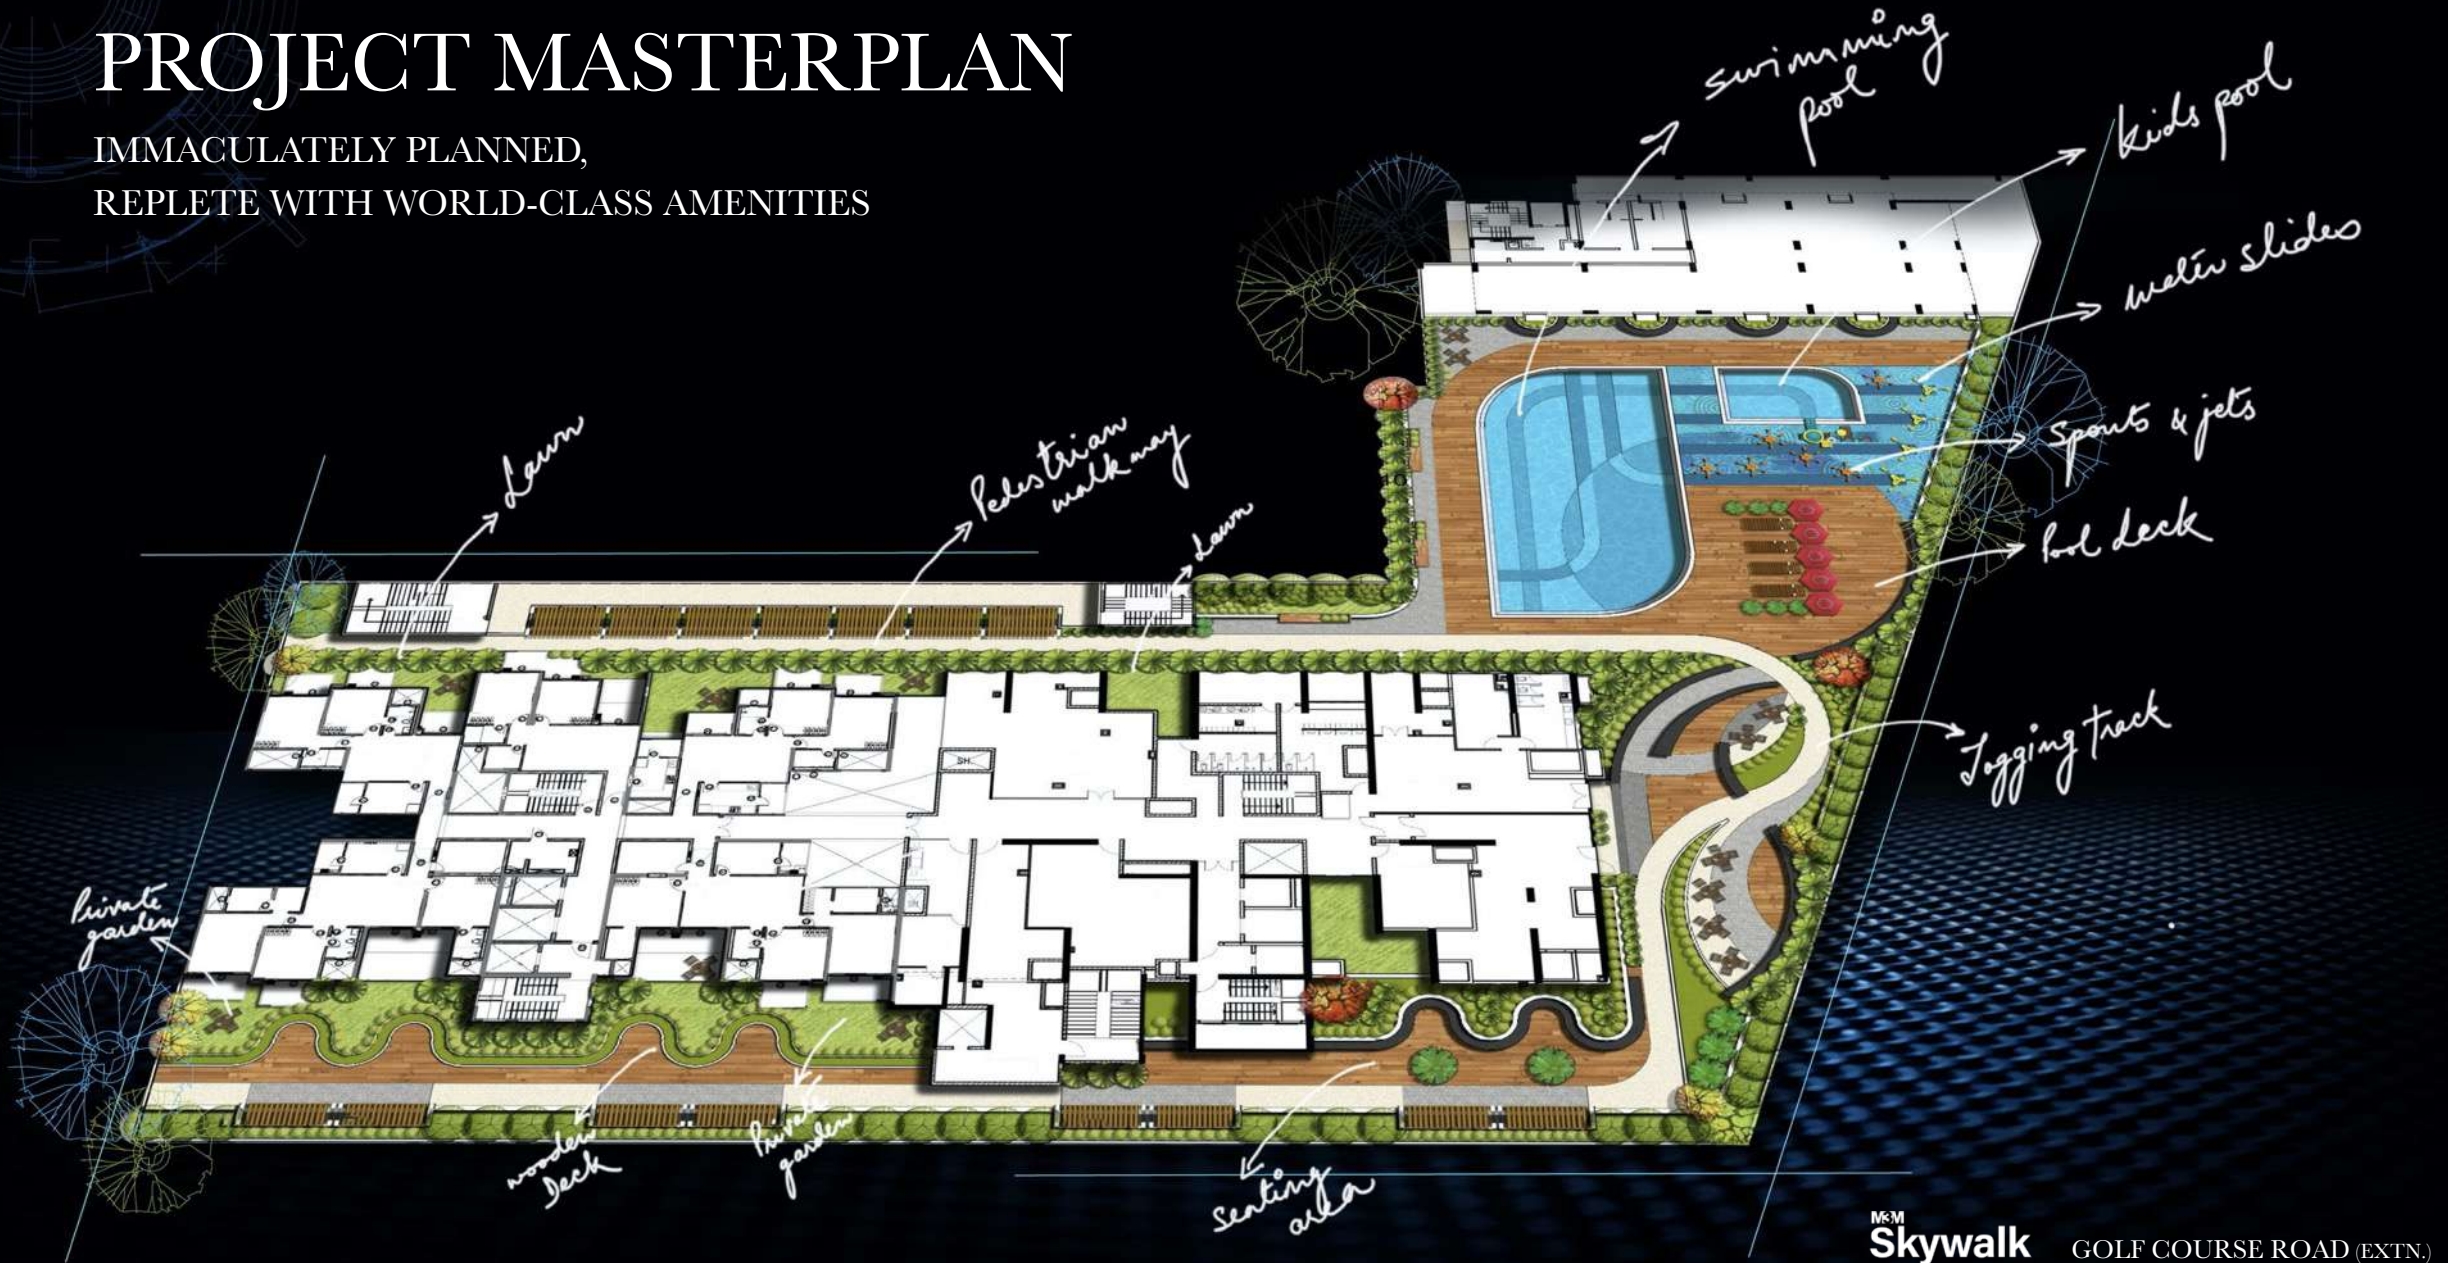 PROJECT MASTERPLAN
IMMACULATELY PLANNED,
REPLETE WITH WORLD-CLASS AMENITIES
swimming
pool
kids pool
water slides
Spouts & jets
Pool deck
Lawn
Pedestrian
walkway
Lawn
Jogging track
SH
Private
garden
wooden
Deck
Private
garden
Seating
area
M3M
Skywalk
GOLF COURSE ROAD (EXTN.)